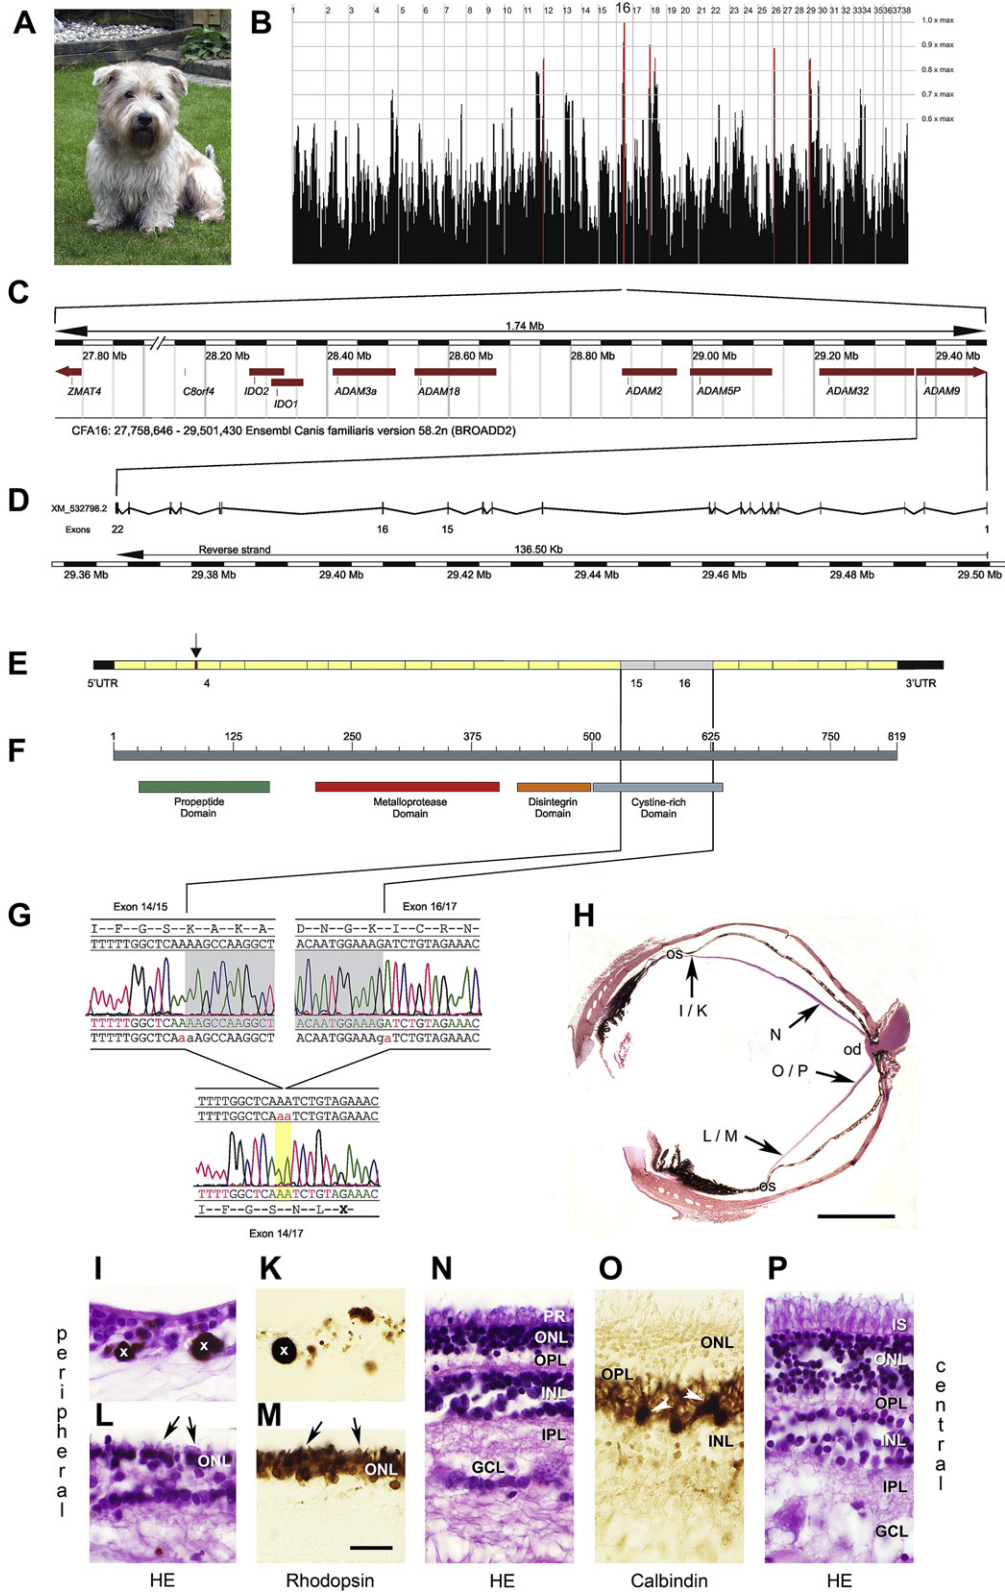 A
B
1 2 3 4 5 6 7 8 9 10 11 12 13 14 15 16 17 18 19 20 21 22 23 24 25 26 27 28 29 30 31 32 33 34 35 36 37 38
1.0 x max
0.9 x max
0.8 x max
0.7 x max
0.6 x max
C
1.74 Mb
27.80 Mb 28.20 Mb 28.40 Mb 28.60 Mb 28.80 Mb 29.00 Mb 29.20 Mb 29.40 Mb
ZMAT4 C8orf4 IDO2 IDO1 ADAM3a ADAM18 ADAM2 ADAM5P ADAM32 ADAM9
CFA16: 27,758,646 - 29,501,430 Ensembl Canis familiaris version 58.2n (BROADD2)
D
XM_532798.2
Exons 22 16 15 1
Reverse strand 136.50 Kb
29.36 Mb 29.38 Mb 29.40 Mb 29.42 Mb 29.44 Mb 29.46 Mb 29.48 Mb 29.50 Mb
E
5'UTR 4 15 16 3'UTR
F
1 125 250 375 500 625 750 819
Propeptide Domain
Metalloprotease Domain
Disintegrin Domain
Cystine-rich Domain
G
Exon 14/15
I--F--G--S--K--A--K--A-
TTTTTGGCTCAAAAGCCAAGGCT
TTTTTGGCTCAAAAGCCAAGGCT
TTTTTGGCTCAaaAGCCAAGGCT
Exon 16/17
D--N--G--K--I--C--R--N-
ACAATGGAAAGATCTGTAGAAAC
ACAATGGAAAGATCTGTAGAAAC
ACAATGGAAAgaTCTGTAGAAAC
TTTTGGCTCAAATCTGTAGAAAC
TTTTGGCTCAaaTCTGTAGAAAC
TTTTGGCTCAAATCTGTAGAAAC
I--F--G--S--N--L--X-
Exon 14/17
H
os
I / K
N
od
O / P
L / M
os
peripheral
I
x x
K
x
L
ONL
HE
M
ONL
Rhodopsin
N
PR
ONL
OPL
INL
IPL
GCL
HE
O
ONL
OPL
INL
Calbindin
P
IS
ONL
OPL
INL
IPL
GCL
HE
central